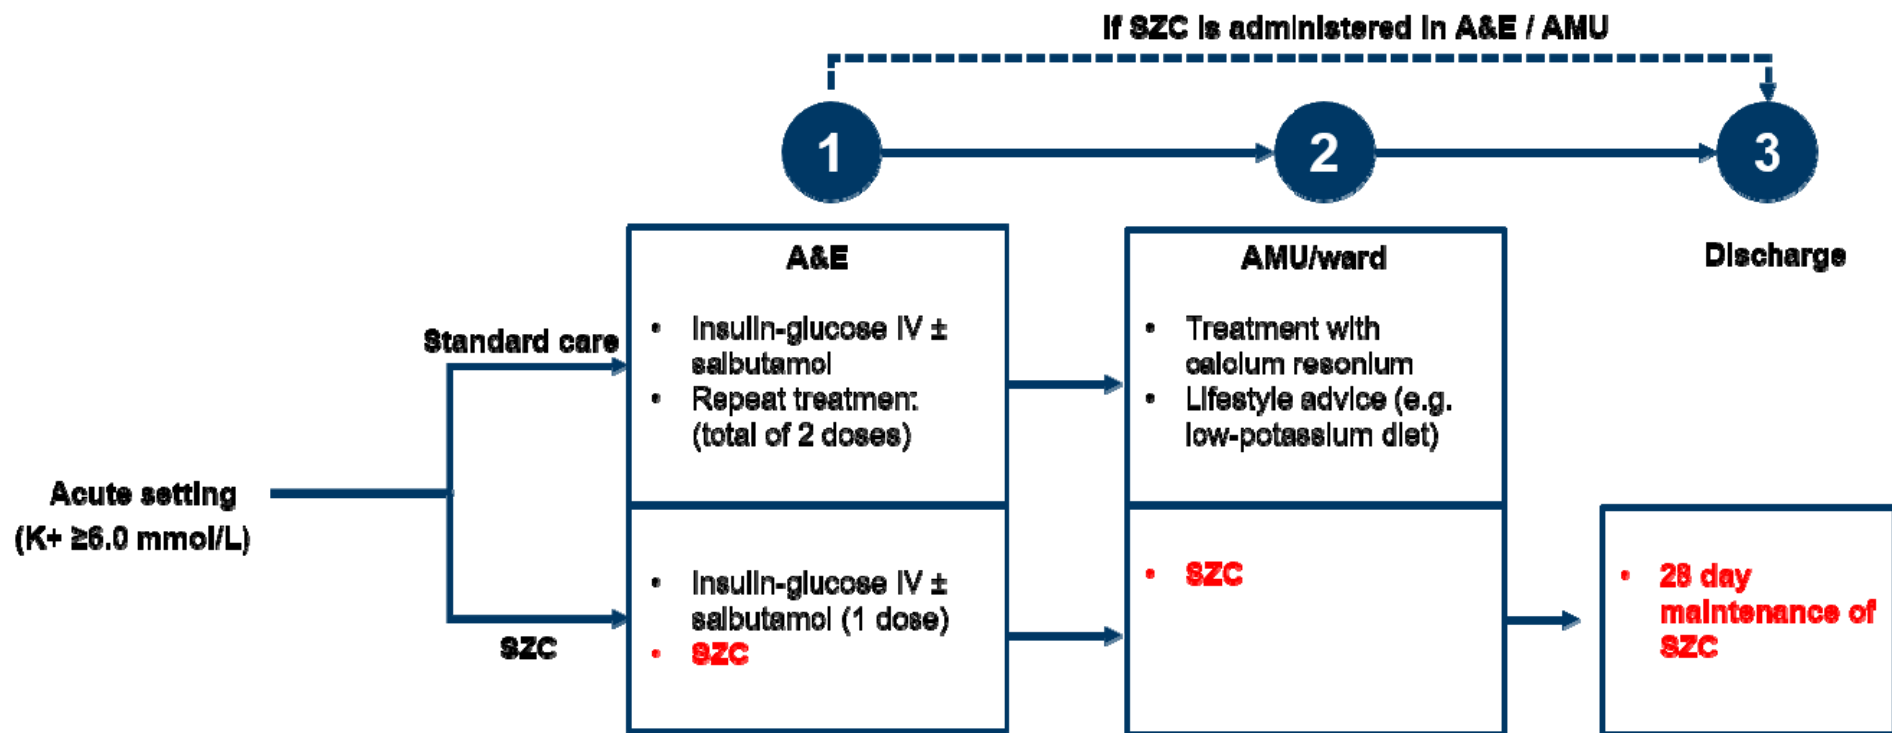 If SZC is administered in A&E / AMU
1
2
3
A&E
• Insulin-glucose IV ±
salbutamol
• Repeat treatment
(total of 2 doses)
AMU/ward
• Treatment with
calcium resonium
• Lifestyle advice (e.g.
low-potassium diet)
Discharge
Standard care
Acute setting
(K+ ≥6.0 mmol/L)
SZC
• Insulin-glucose IV ±
salbutamol (1 dose)
• SZC
• SZC
• 28 day
maintenance of
SZC